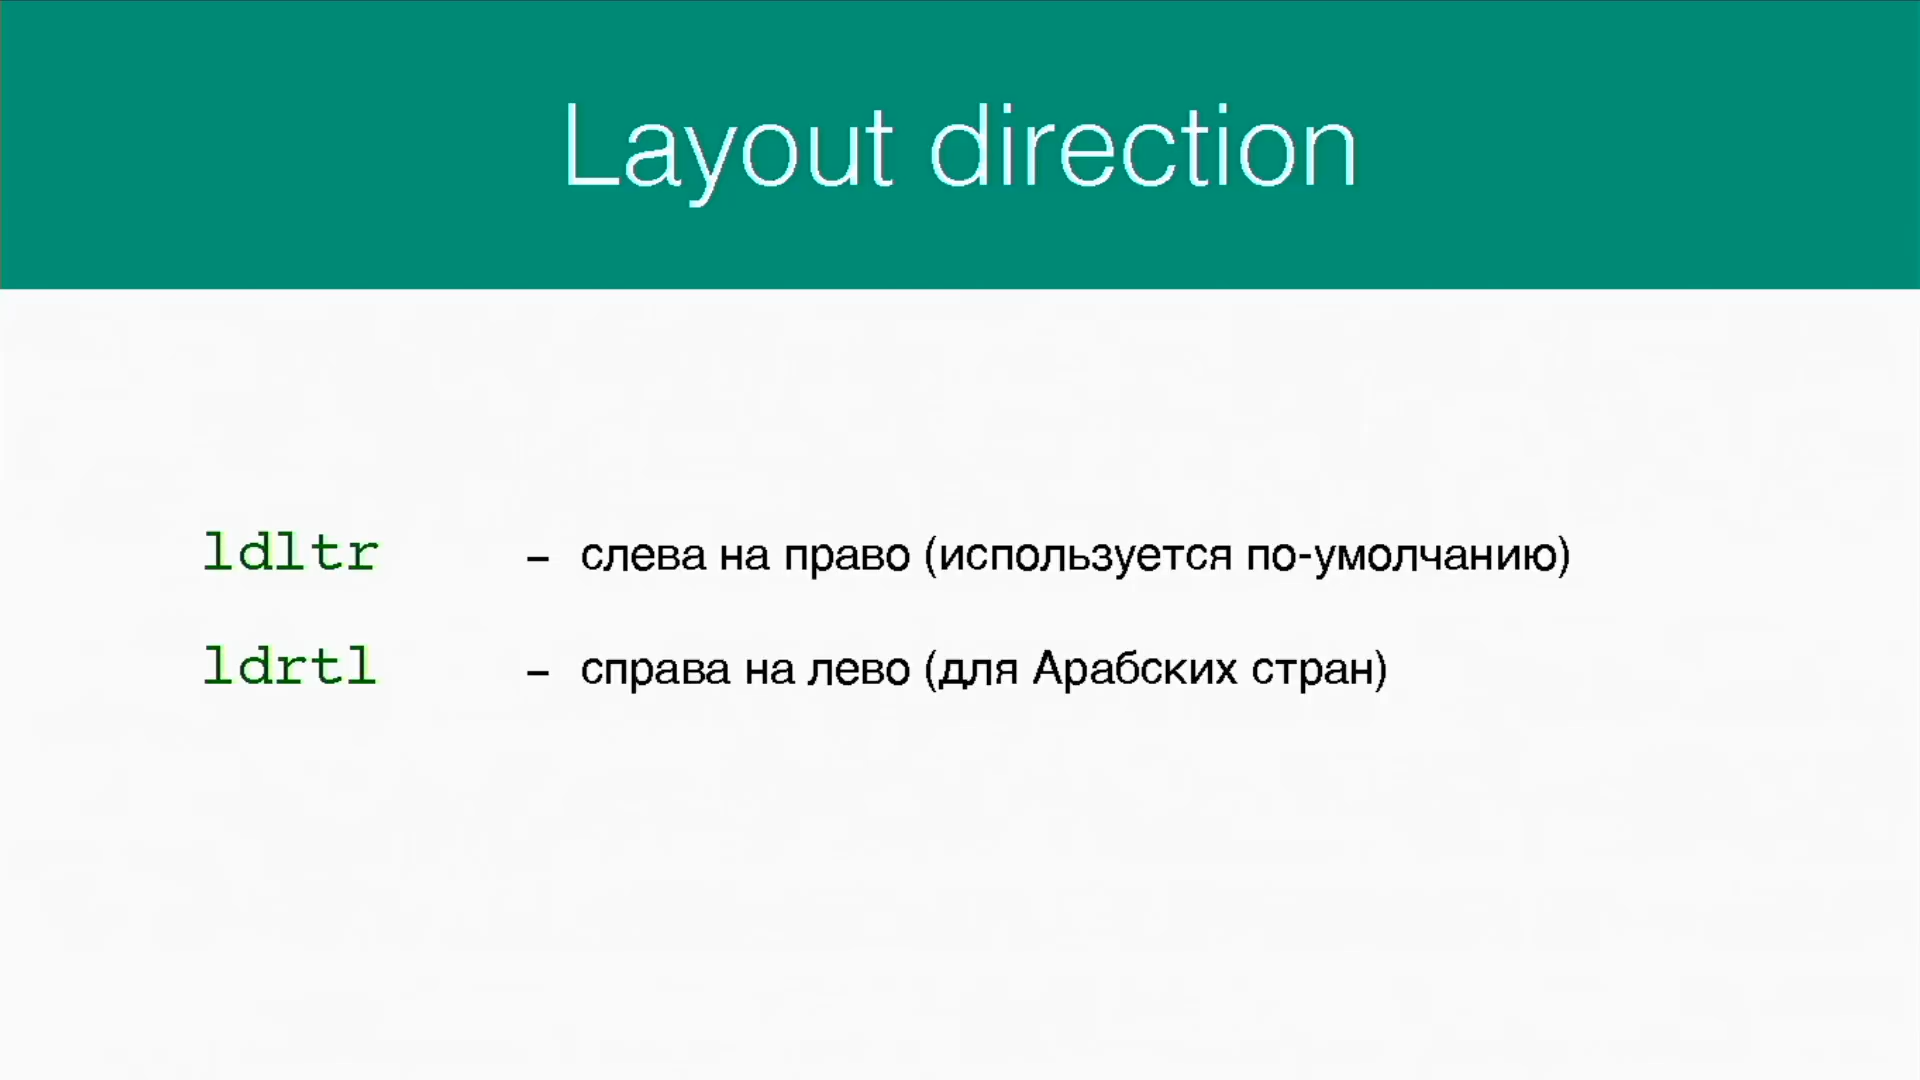 Layout direction
ldltr – слева на право (используется по-умолчанию)
ldrtl – справа на лево (для Арабских стран)